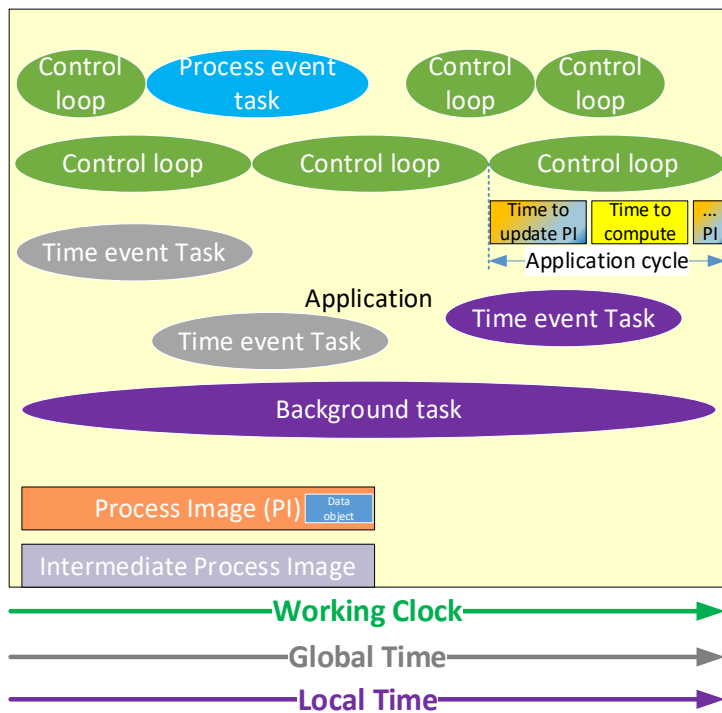 Control
loop
Process event
task
Control
loop
Control
loop
Control loop
Control loop
Control loop
Time to
update PI
Time to
compute
...
PI
Application cycle
Time event Task
Application
Time event Task
Time event Task
Background task
Process Image (PI)
Data
object
Intermediate Process Image
Working Clock
Global Time
Local Time